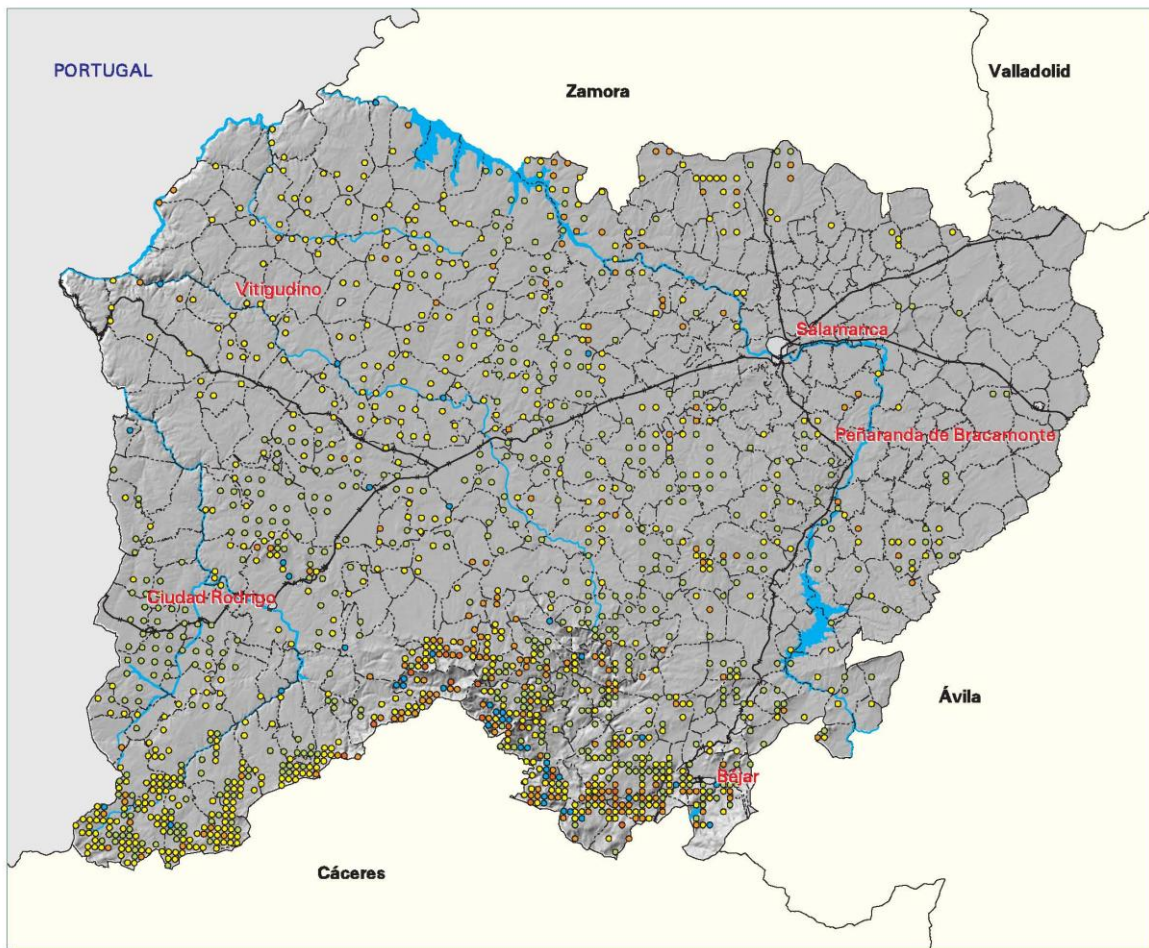 PORTUGAL
Valladolid
Zamora
Vitigudino
Salamanca
Peñaranda de Bracamonte
Ciudad Rodrigo
Ávila
Béjar
Cáceres